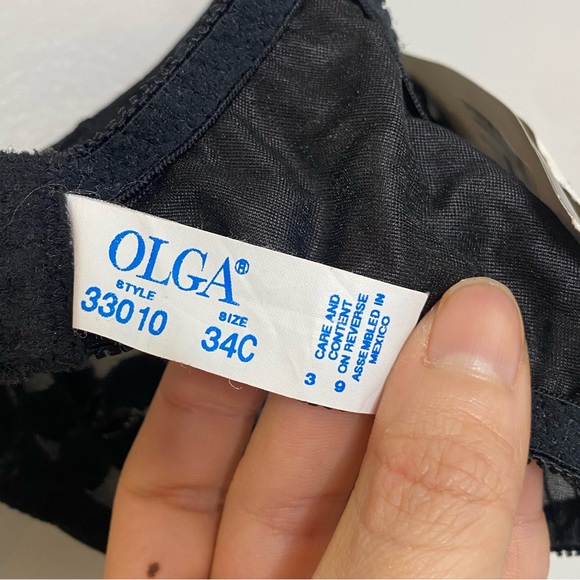 OLGA®
STYLE SIZE
33010 34C
CARE AND
CONTENT
ON REVERSE
ASSEMBLED IN
MEXICO
3 9